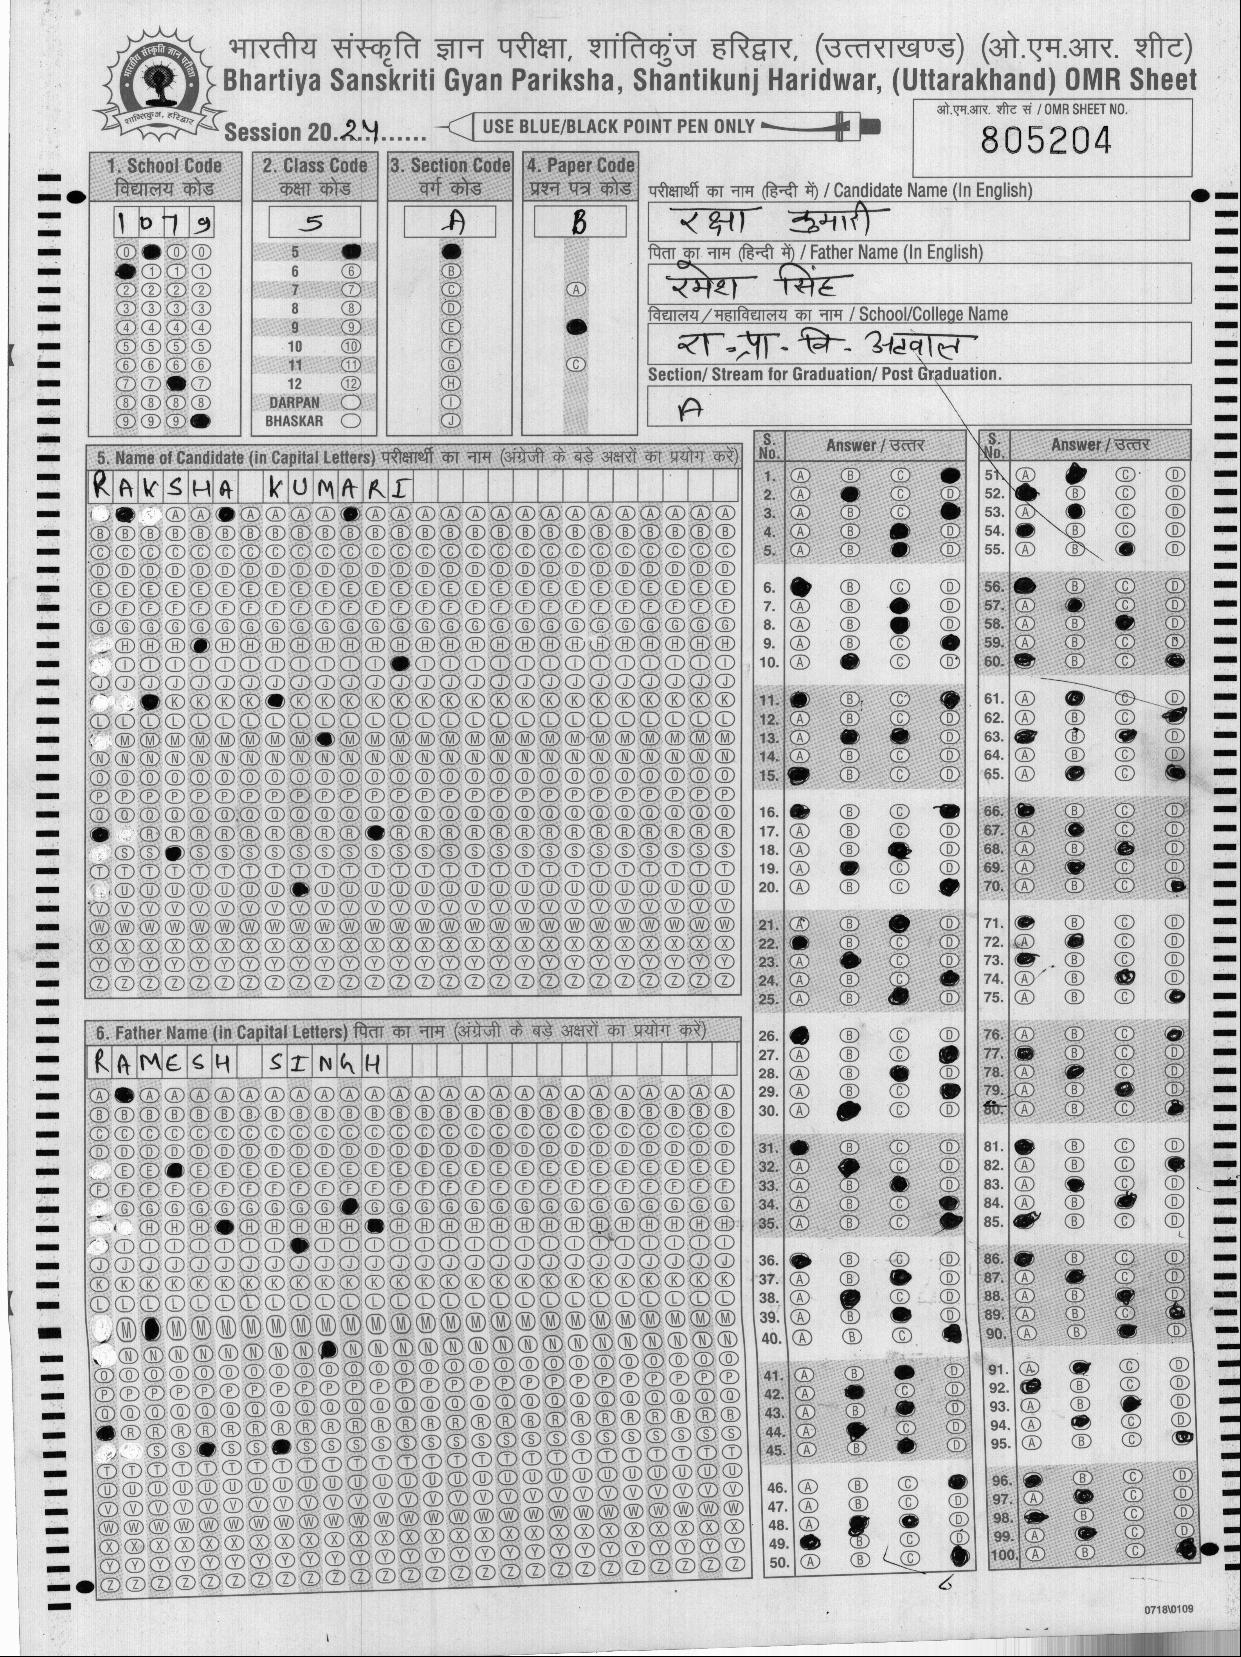 भारतीय संस्कृति ज्ञान परीक्षा, शांतिकुंज हरिद्वार, (उत्तराखण्ड) (ओ.एम.आर. शीट)
Bhartiya Sanskriti Gyan Pariksha, Shantikunj Haridwar, (Uttarakhand) OMR Sheet
Session 20.24...... USE BLUE/BLACK POINT PEN ONLY
ओ.एम.आर. शीट सं / OMR SHEET NO.
805204
1. School Code
विद्यालय कोड
1079
2. Class Code
कक्षा कोड
5
5
6
7
8
9
10
11
12
DARPAN
BHASKAR
3. Section Code
वर्ग कोड
A
4. Paper Code
प्रश्न पत्र कोड
B
परीक्षार्थी का नाम (हिन्दी में) / Candidate Name (In English)
रक्षा कुमारी
पिता का नाम (हिन्दी में) / Father Name (In English)
रमेश सिंह
विद्यालय/महाविद्यालय का नाम / School/College Name
रा.प्रा.वि. अटवाल
Section/ Stream for Graduation/ Post Graduation.
A
5. Name of Candidate (in Capital Letters) परीक्षार्थी का नाम (अंग्रेजी के बड़े अक्षरों का प्रयोग करें)
RAKSHA KUMARI
6. Father Name (in Capital Letters) पिता का नाम (अंग्रेजी के बड़े अक्षरों का प्रयोग करें)
RAMESH SINGH
S. No. Answer / उत्तर
S. No. Answer / उत्तर
0718\0109